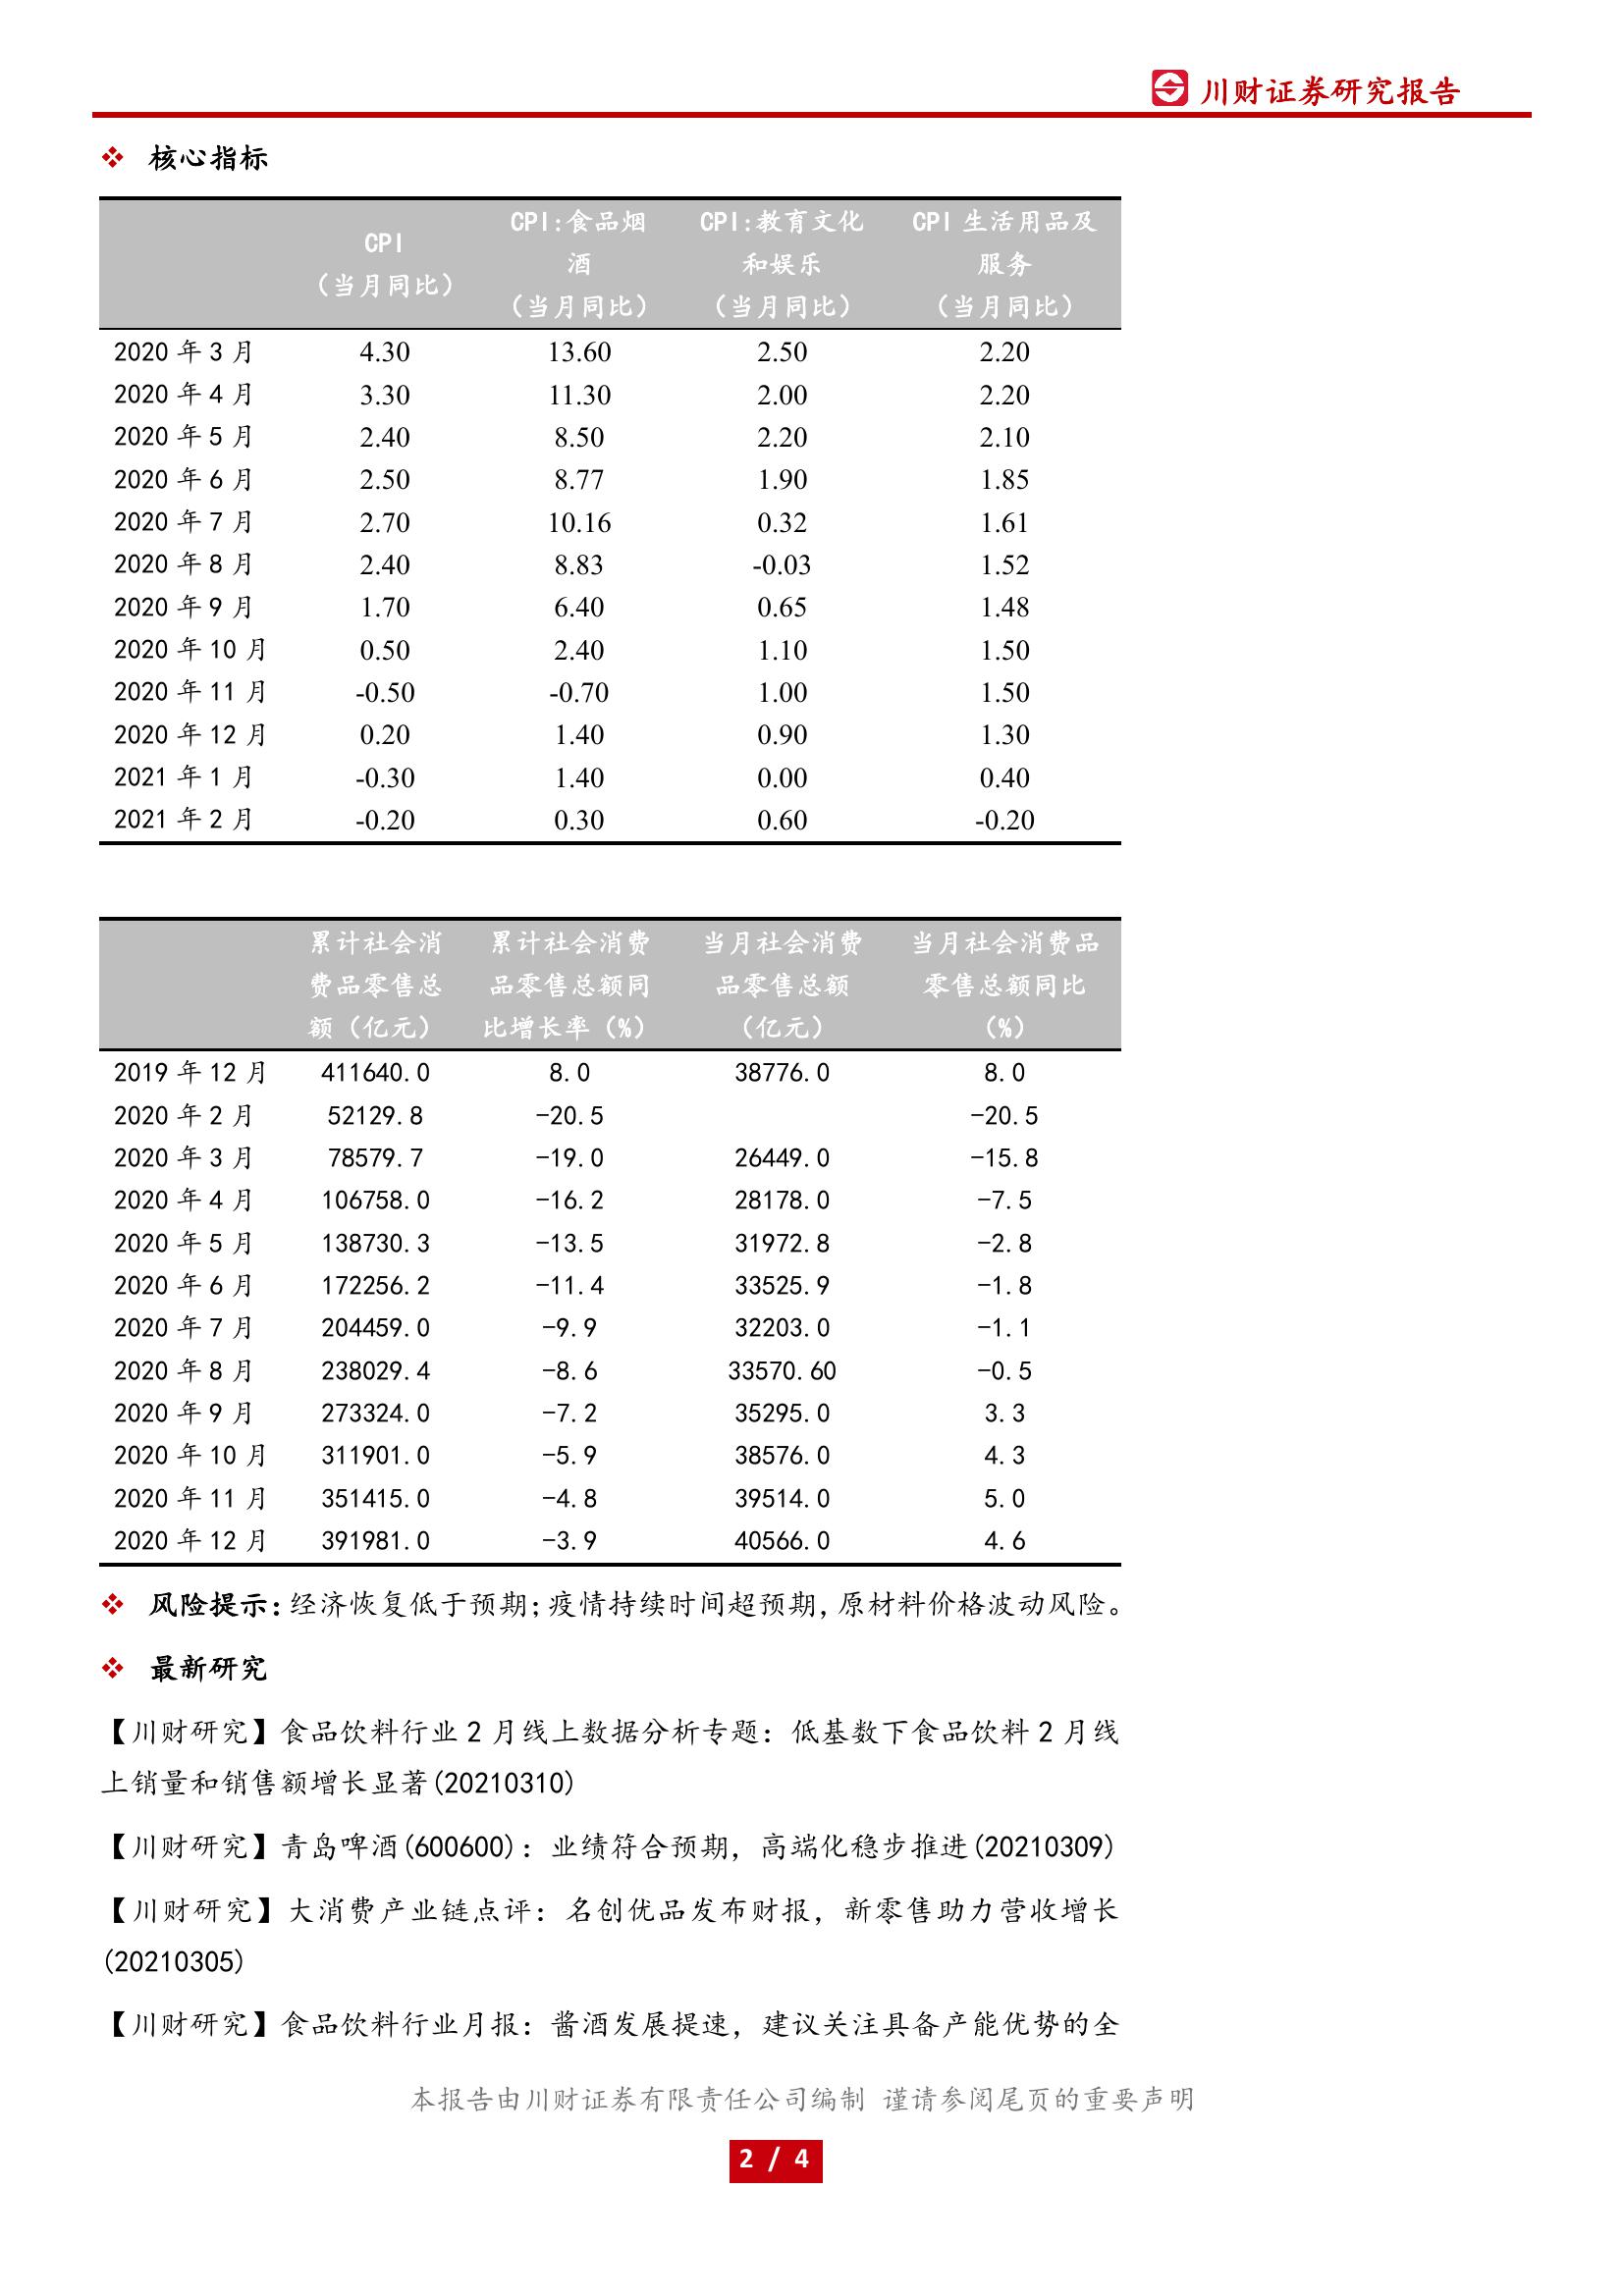 川财证券研究报告
核心指标
CPI（当月同比） CPI:食品烟酒（当月同比） CPI:教育文化和娱乐（当月同比） CPI 生活用品及服务（当月同比）
2020 年 3 月 4.30 13.60 2.50 2.20
2020 年 4 月 3.30 11.30 2.00 2.20
2020 年 5 月 2.40 8.50 2.20 2.10
2020 年 6 月 2.50 8.77 1.90 1.85
2020 年 7 月 2.70 10.16 0.32 1.61
2020 年 8 月 2.40 8.83 -0.03 1.52
2020 年 9 月 1.70 6.40 0.65 1.48
2020 年 10 月 0.50 2.40 1.10 1.50
2020 年 11 月 -0.50 -0.70 1.00 1.50
2020 年 12 月 0.20 1.40 0.90 1.30
2021 年 1 月 -0.30 1.40 0.00 0.40
2021 年 2 月 -0.20 0.30 0.60 -0.20
累计社会消费品零售总额（亿元） 累计社会消费品零售总额同比增长率（%） 当月社会消费品零售总额（亿元） 当月社会消费品零售总额同比（%）
2019 年 12 月 411640.0 8.0 38776.0 8.0
2020 年 2 月 52129.8 -20.5 -20.5
2020 年 3 月 78579.7 -19.0 26449.0 -15.8
2020 年 4 月 106758.0 -16.2 28178.0 -7.5
2020 年 5 月 138730.3 -13.5 31972.8 -2.8
2020 年 6 月 172256.2 -11.4 33525.9 -1.8
2020 年 7 月 204459.0 -9.9 32203.0 -1.1
2020 年 8 月 238029.4 -8.6 33570.60 -0.5
2020 年 9 月 273324.0 -7.2 35295.0 3.3
2020 年 10 月 311901.0 -5.9 38576.0 4.3
2020 年 11 月 351415.0 -4.8 39514.0 5.0
2020 年 12 月 391981.0 -3.9 40566.0 4.6
风险提示：经济恢复低于预期；疫情持续时间超预期，原材料价格波动风险。
最新研究
【川财研究】食品饮料行业 2 月线上数据分析专题：低基数下食品饮料 2 月线
上销量和销售额增长显著(20210310)
【川财研究】青岛啤酒(600600)：业绩符合预期，高端化稳步推进(20210309)
【川财研究】大消费产业链点评：名创优品发布财报，新零售助力营收增长
(20210305)
【川财研究】食品饮料行业月报：酱酒发展提速，建议关注具备产能优势的全
本报告由川财证券有限责任公司编制 谨请参阅尾页的重要声明
2 / 4